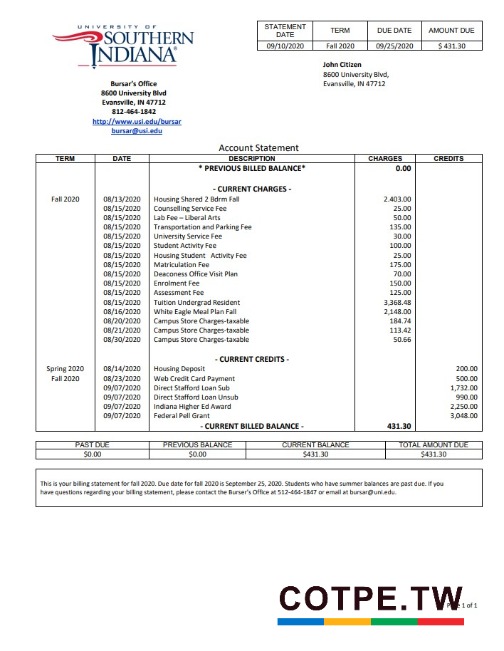 UNIVERSITY OF
SOUTHERN
INDIANA
STATEMENT DATE TERM DUE DATE AMOUNT DUE
09/10/2020 Fall 2020 09/25/2020 $ 431.30
John Citizen
8600 University Blvd,
Evansville, IN 47712
Bursar's Office
8600 University Blvd
Evansville, IN 47712
812-464-1842
http://www.usi.edu/bursar
bursar@usi.edu
Account Statement
TERM DATE DESCRIPTION CHARGES CREDITS
* PREVIOUS BILLED BALANCE* 0.00
- CURRENT CHARGES -
Fall 2020 08/13/2020 Housing Shared 2 Bdrm Fall 2.403.00
08/15/2020 Counselling Service Fee 25.00
08/15/2020 Lab Fee – Liberal Arts 50.00
08/15/2020 Transportation and Parking Fee 135.00
08/15/2020 University Service Fee 30.00
08/15/2020 Student Activity Fee 100.00
08/15/2020 Housing Student Activity Fee 25.00
08/15/2020 Matriculation Fee 175.00
08/15/2020 Deaconess Office Visit Plan 70.00
08/15/2020 Enrolment Fee 150.00
08/15/2020 Assessment Fee 125.00
08/15/2020 Tuition Undergrad Resident 3,368.48
08/16/2020 White Eagle Meal Plan Fall 2,148.00
08/20/2020 Campus Store Charges-taxable 184.74
08/21/2020 Campus Store Charges-taxable 113.42
08/30/2020 Campus Store Charges-taxable 50.66
- CURRENT CREDITS -
Spring 2020 08/14/2020 Housing Deposit 200.00
Fall 2020 08/23/2020 Web Credit Card Payment 500.00
09/07/2020 Direct Stafford Loan Sub 1,732.00
09/07/2020 Direct Stafford Loan Unsub 990.00
09/07/2020 Indiana Higher Ed Award 2,250.00
09/07/2020 Federal Pell Grant 3,048.00
- CURRENT BILLED BALANCE - 431.30
PAST DUE PREVIOUS BALANCE CURRENT BALANCE TOTAL AMOUNT DUE
$0.00 $0.00 $431.30 $431.30
This is your billing statement for fall 2020. Due date for fall 2020 is September 25, 2020. Students who have summer balances are past due. If you
have questions regarding your billing statement, please contact the Bursar's Office at 512-464-1847 or email at bursar@uni.edu.
COTPE.TW
1 of 1